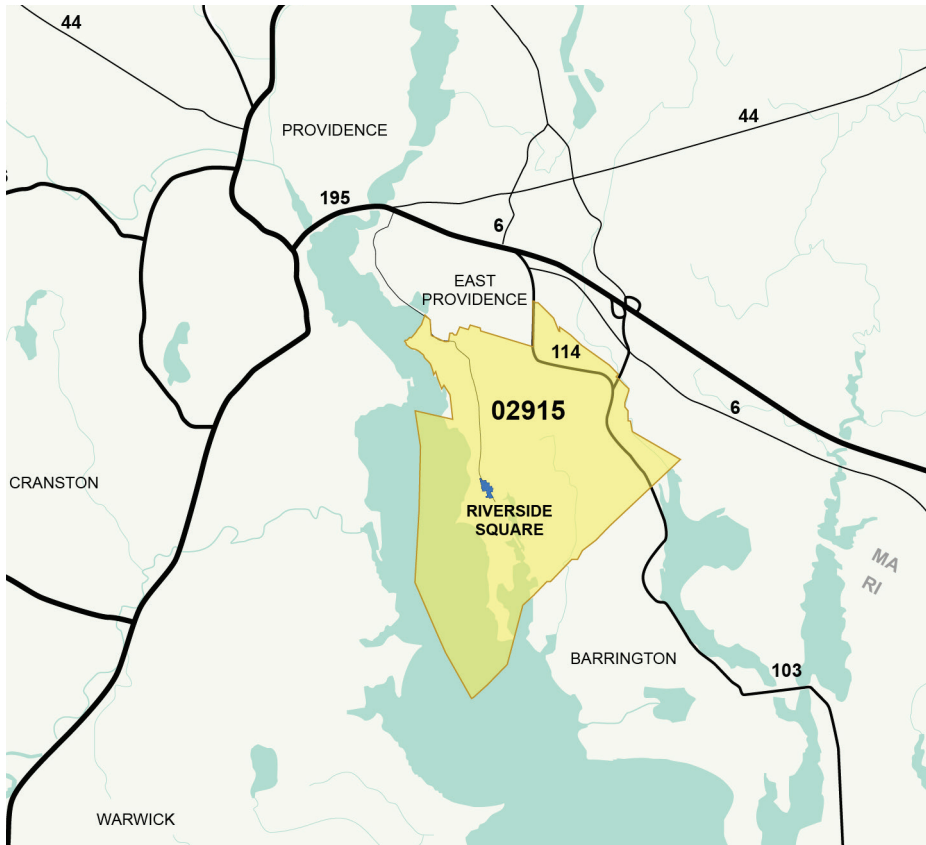 44
PROVIDENCE
44
195
6
EAST
PROVIDENCE
114
02915
6
CRANSTON
RIVERSIDE
SQUARE
MA
RI
BARRINGTON
103
WARWICK